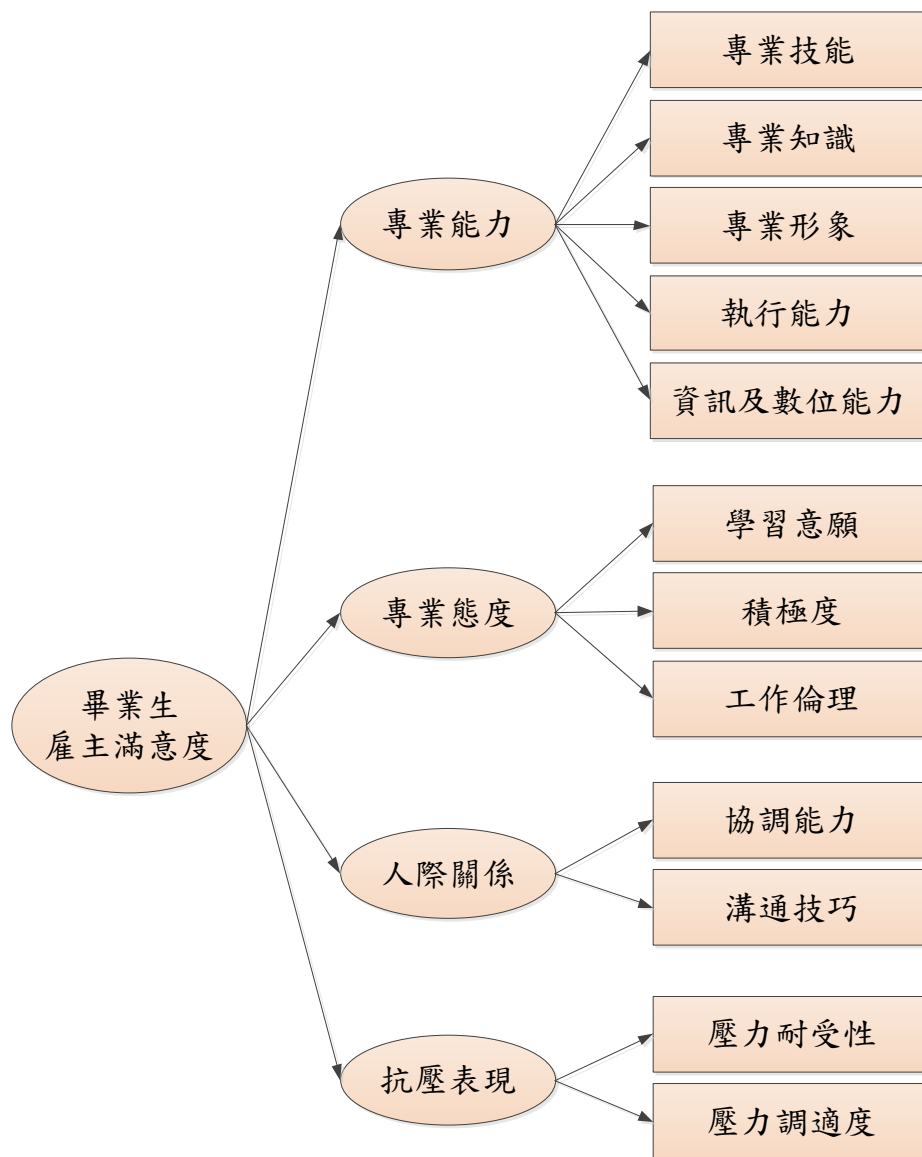 畢業生
雇主滿意度
專業能力
專業技能
專業知識
專業形象
執行能力
資訊及數位能力
專業態度
學習意願
積極度
工作倫理
人際關係
協調能力
溝通技巧
抗壓表現
壓力耐受性
壓力調適度